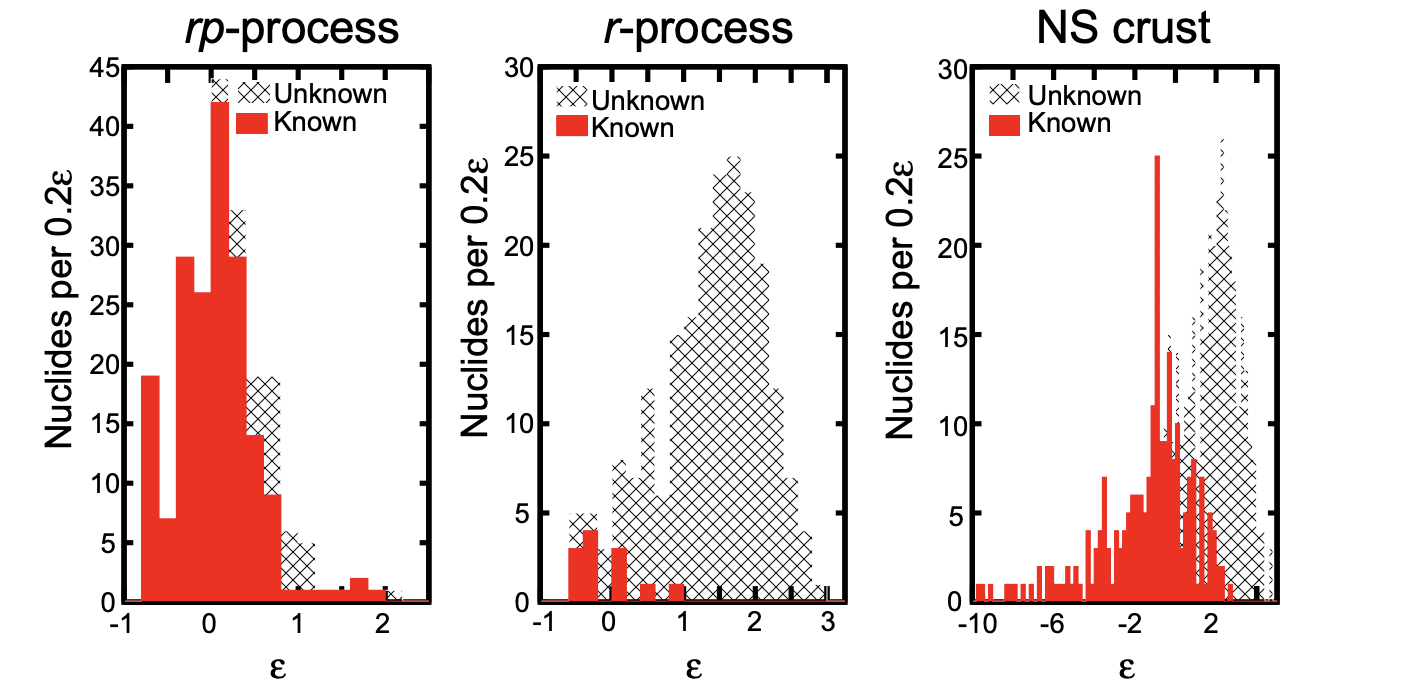 rp-process
45
40
35
30
25
20
15
10
5
0
Nuclides per 0.2ε
Unknown
Known
-1
0
1
2
ε
r-process
30
25
20
15
10
5
0
Nuclides per 0.2ε
Unknown
Known
-1
0
1
2
3
ε
NS crust
30
25
20
15
10
5
0
Nuclides per 0.2ε
Unknown
Known
-10
-6
-2
2
ε